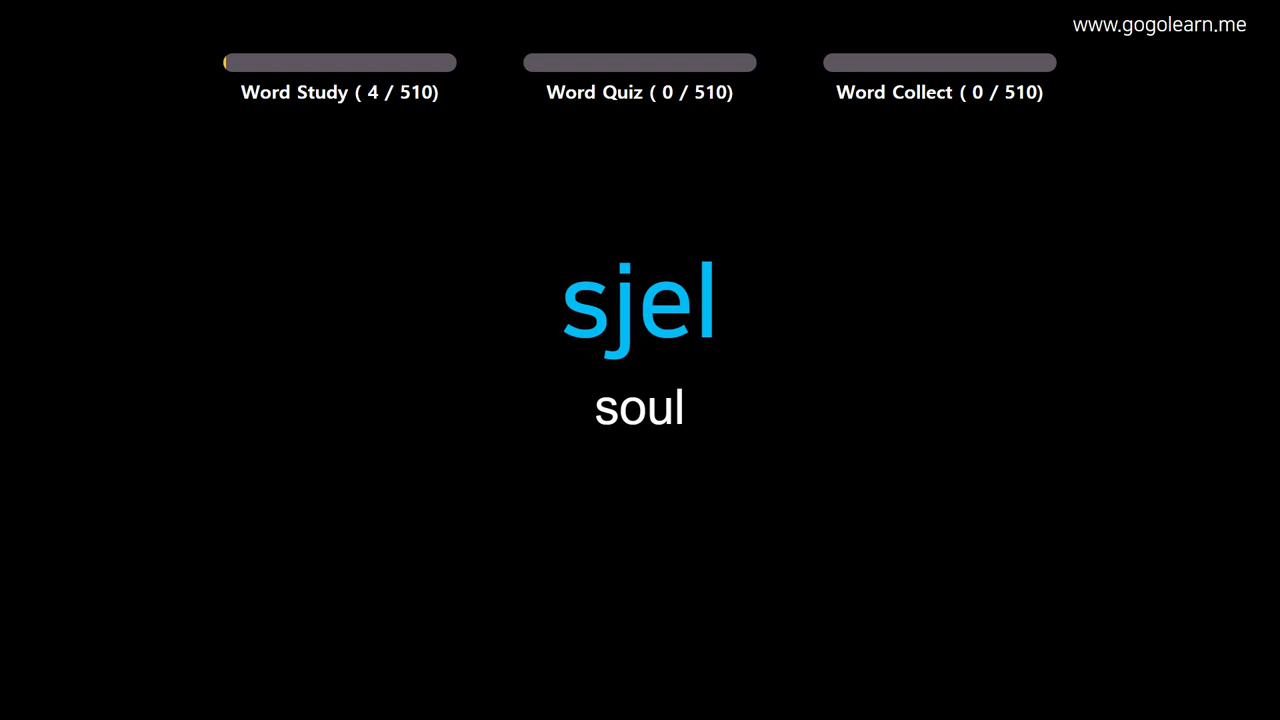 www.gogolearn.me
Word Study ( 4 / 510)
Word Quiz ( 0 / 510)
Word Collect ( 0 / 510)
sjel
soul